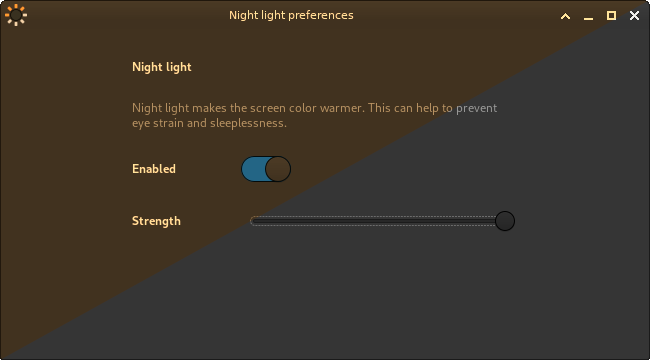 Night light preferences
Night light
Night light makes the screen color warmer. This can help to prevent
eye strain and sleeplessness.
Enabled
Strength